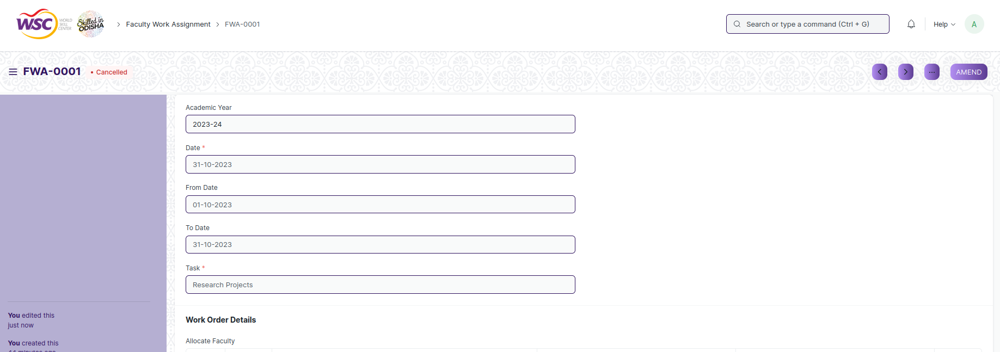 WSC WORLD SKILL CENTER
Skilled in ODISHA
Faculty Work Assignment
FWA-0001
Search or type a command (Ctrl + G)
Help
A
FWA-0001
Cancelled
AMEND
Academic Year
2023-24
Date *
31-10-2023
From Date
01-10-2023
To Date
31-10-2023
Task *
Research Projects
Work Order Details
Allocate Faculty
You edited this
just now
You created this
minutes ago